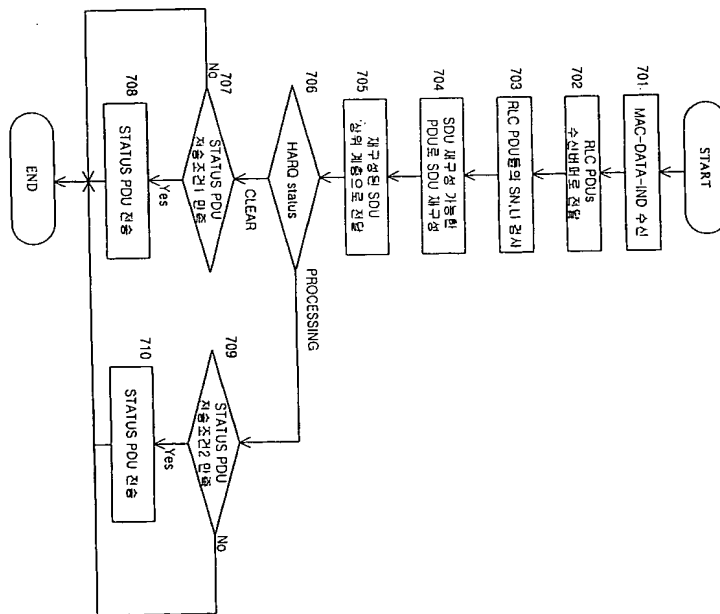 START
701
MAC-DATA-IND 수신
702
RLC PDUs
수신버퍼로 전달
703
RLC PDU들의 SN,LI 검사
704
SDU 재구성 가능한
PDU로 SDU 재구성
705
재구성된 SDU
상위 계층으로 전달
706
HARQ status
CLEAR
PROCESSING
707
STATUS PDU
전송조건1 만족
No
Yes
708
STATUS PDU 전송
709
STATUS PDU
전송조건2 만족
No
Yes
710
STATUS PDU 전송
END